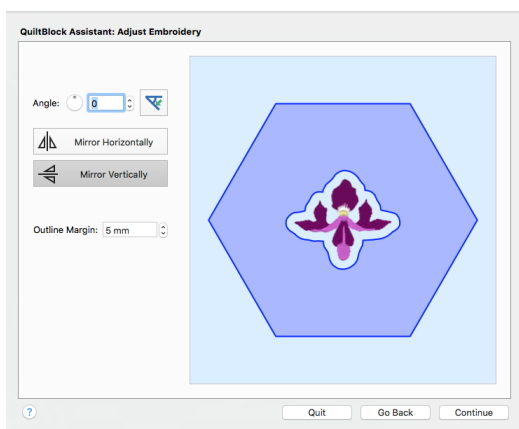 QuiltBlock Assistant: Adjust Embroidery
Angle: 0
Mirror Horizontally
Mirror Vertically
Outline Margin: 5 mm
? Quit Go Back Continue